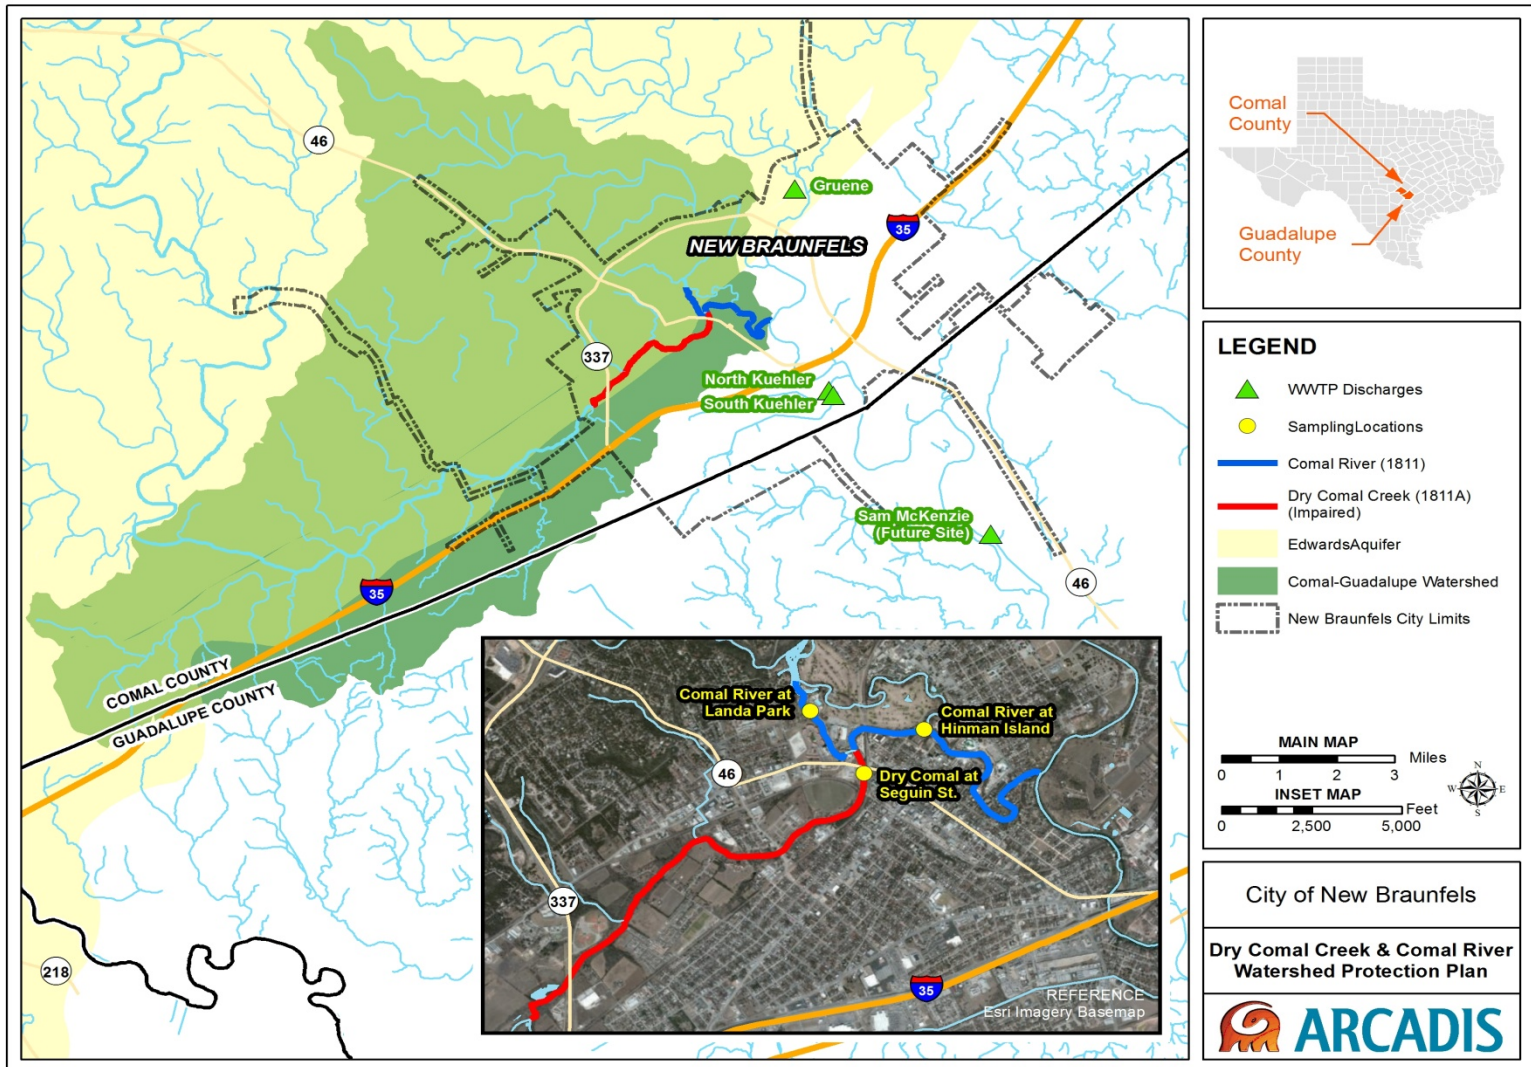 46
Gruene
35
NEW BRAUNFELS
337
North Kuehler
South Kuehler
Sam McKenzie
(Future Site)
46
35
COMAL COUNTY
GUADALUPE COUNTY
218
Comal River at
Landa Park
Comal River at
Hinman Island
46
Dry Comal at
Seguin St.
337
35
REFERENCE
Esri Imagery Basemap
Comal
County
Guadalupe
County
LEGEND
WWTP Discharges
SamplingLocations
Comal River (1811)
Dry Comal Creek (1811A)
(Impaired)
EdwardsAquifer
Comal-Guadalupe Watershed
New Braunfels City Limits
MAIN MAP
Miles
0 1 2 3
INSET MAP
Feet
0 2,500 5,000
N
W E
S
City of New Braunfels
Dry Comal Creek & Comal River
Watershed Protection Plan
ARCADIS